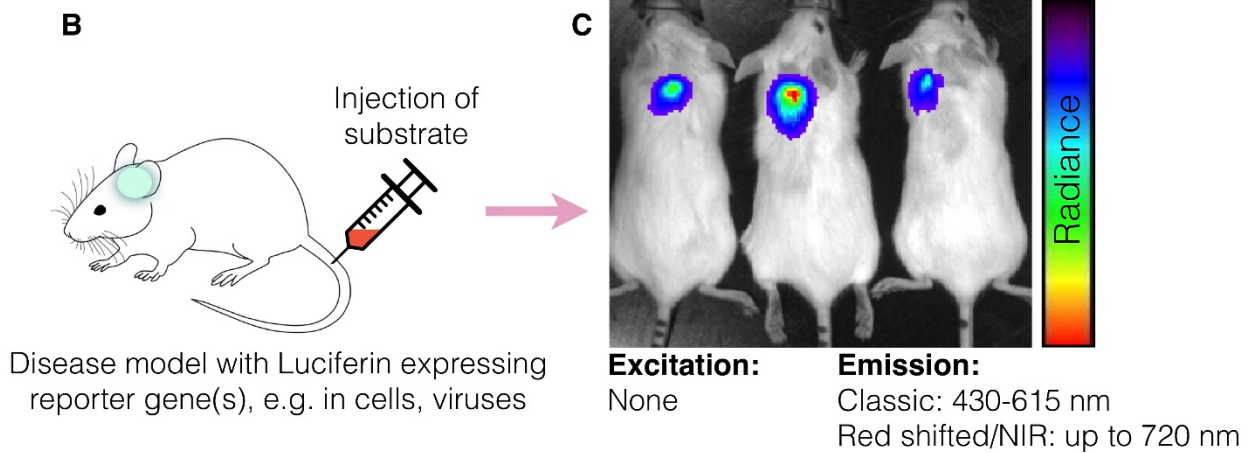 B
Injection of
substrate
Disease model with Luciferin expressing
reporter gene(s), e.g. in cells, viruses
C
Radiance
Excitation:
None
Emission:
Classic: 430-615 nm
Red shifted/NIR: up to 720 nm